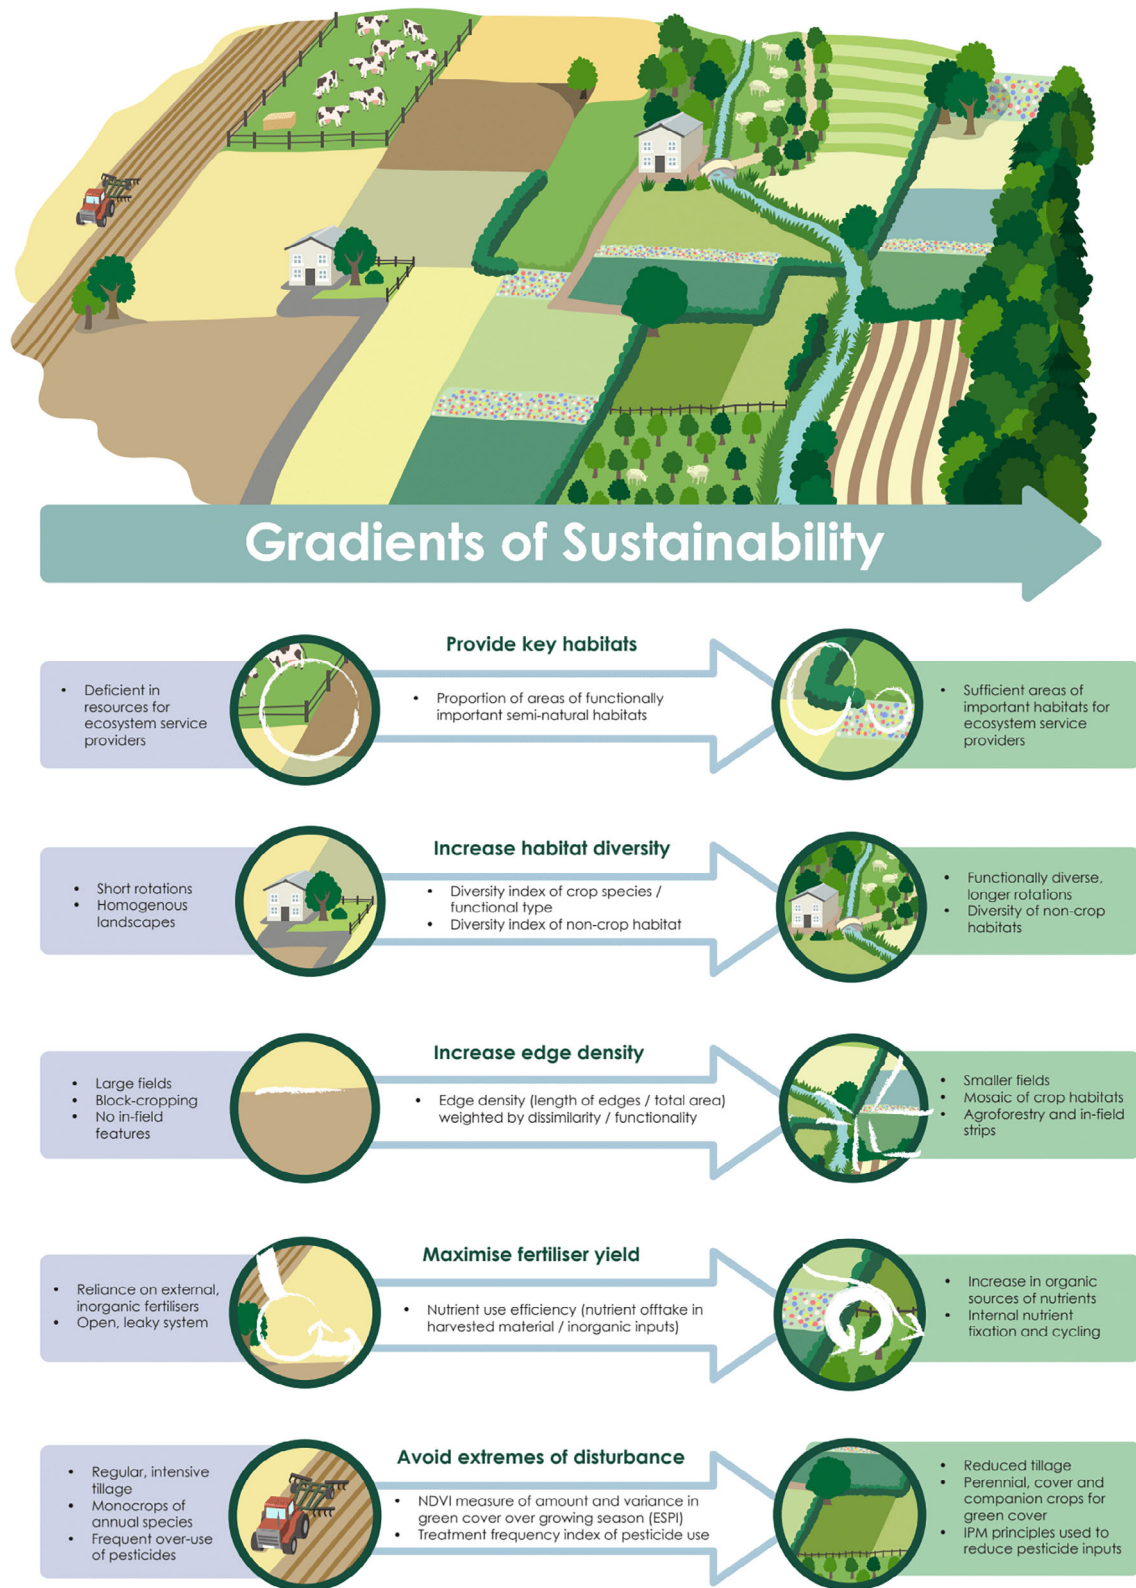 Gradients of Sustainability
Provide key habitats
• Deficient in
resources for
ecosystem service
providers
• Proportion of areas of functionally
important semi-natural habitats
• Sufficient areas of
important habitats for
ecosystem service
providers
Increase habitat diversity
• Short rotations
• Homogenous
landscapes
• Diversity index of crop species /
functional type
• Diversity index of non-crop habitat
• Functionally diverse,
longer rotations
• Diversity of non-crop
habitats
Increase edge density
• Large fields
• Block-cropping
• No in-field
features
• Edge density (length of edges / total area)
weighted by dissimilarity / functionality
• Smaller fields
• Mosaic of crop habitats
• Agroforestry and in-field
strips
Maximise fertiliser yield
• Reliance on external,
inorganic fertilisers
• Open, leaky system
• Nutrient use efficiency (nutrient offtake in
harvested material / inorganic inputs)
• Increase in organic
sources of nutrients
• Internal nutrient
fixation and cycling
Avoid extremes of disturbance
• Regular, intensive
tillage
• Monocrops of
annual species
• Frequent over-use
of pesticides
• NDVI measure of amount and variance in
green cover over growing season (ESPI)
• Treatment frequency index of pesticide use
• Reduced tillage
• Perennial, cover and
companion crops for
green cover
• IPM principles used to
reduce pesticide inputs